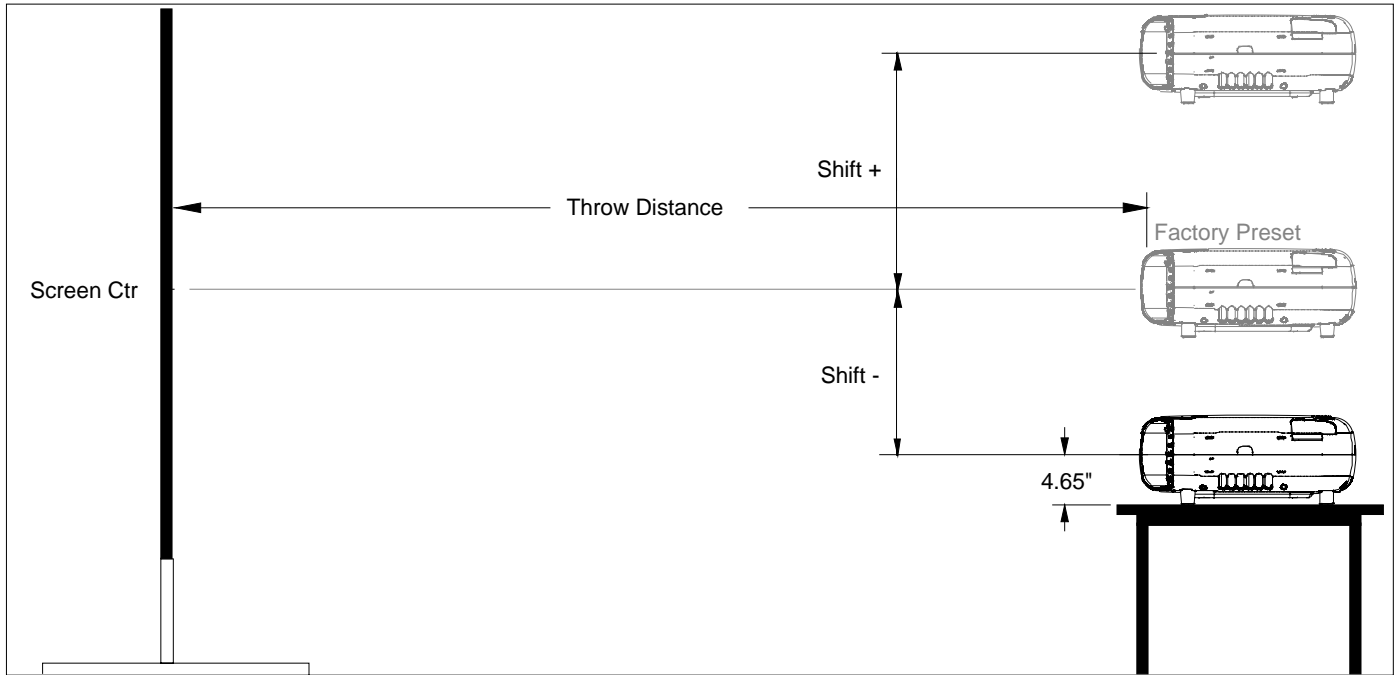 Shift +
Throw Distance
Factory Preset
Screen Ctr
Shift -
4.65"